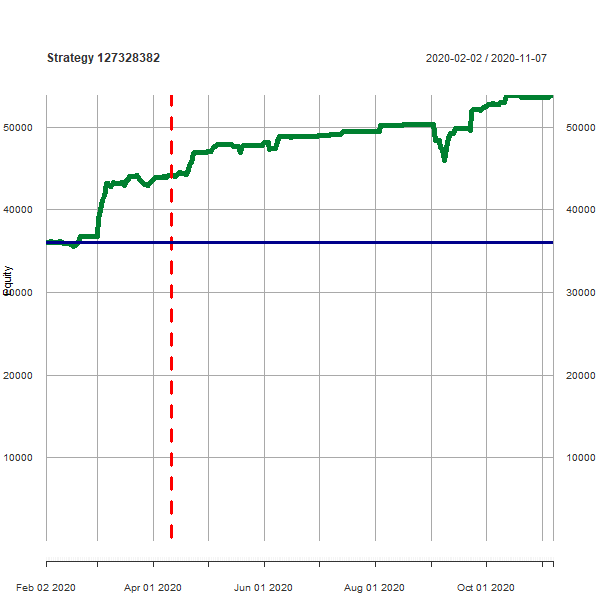 Strategy 127328382
2020-02-02 / 2020-11-07
50000
50000
40000
40000
Equity
30000
30000
20000
20000
10000
10000
Feb 02 2020
Apr 01 2020
Jun 01 2020
Aug 01 2020
Oct 01 2020